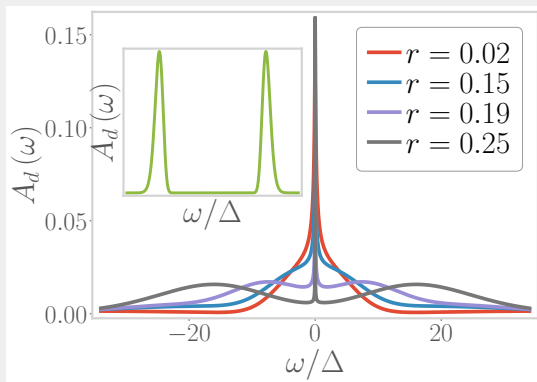 0.15
0.10
0.05
0.00
A_d(ω)
−20
0
20
ω/Δ
A_d(ω)
ω/Δ
r = 0.02
r = 0.15
r = 0.19
r = 0.25